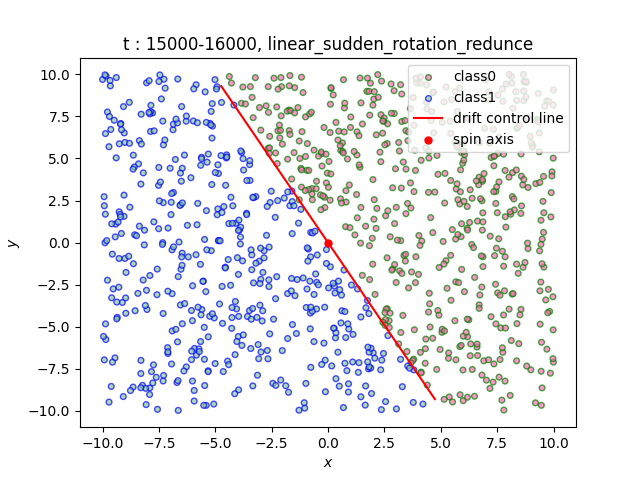 t : 15000-16000, linear_sudden_rotation_redunce
class0
class1
drift control line
spin axis
10.0
7.5
5.0
2.5
0.0
−2.5
−5.0
−7.5
−10.0
y
−10.0 −7.5 −5.0 −2.5 0.0 2.5 5.0 7.5 10.0
x